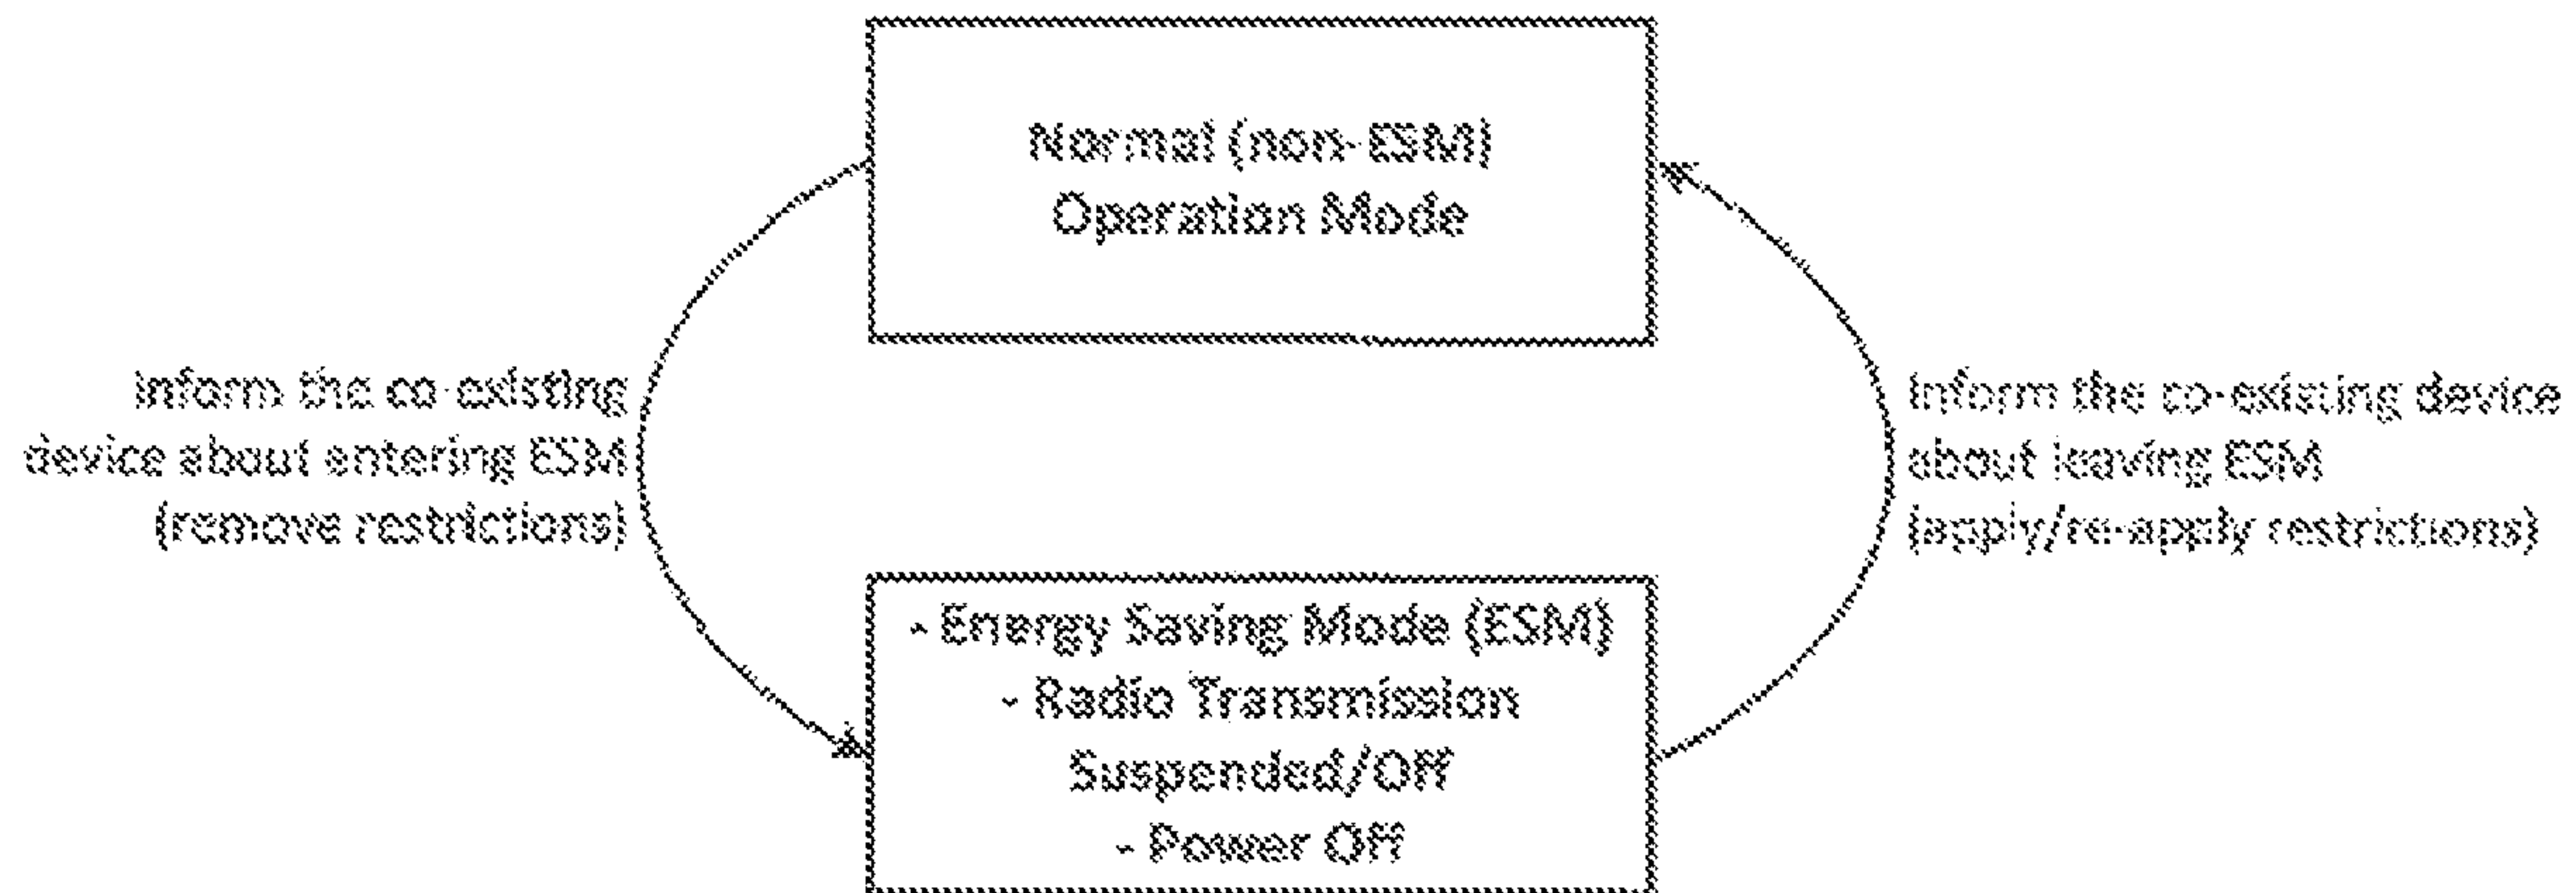 Normal (non-ESM)
Operation Mode
Inform the co-existing
device about entering ESM
(remove restrictions)
Inform the co-existing device
about leaving ESM
(apply/re-apply restrictions)
- Energy Saving Mode (ESM)
- Radio Transmission
Suspended/Off
- Power Off